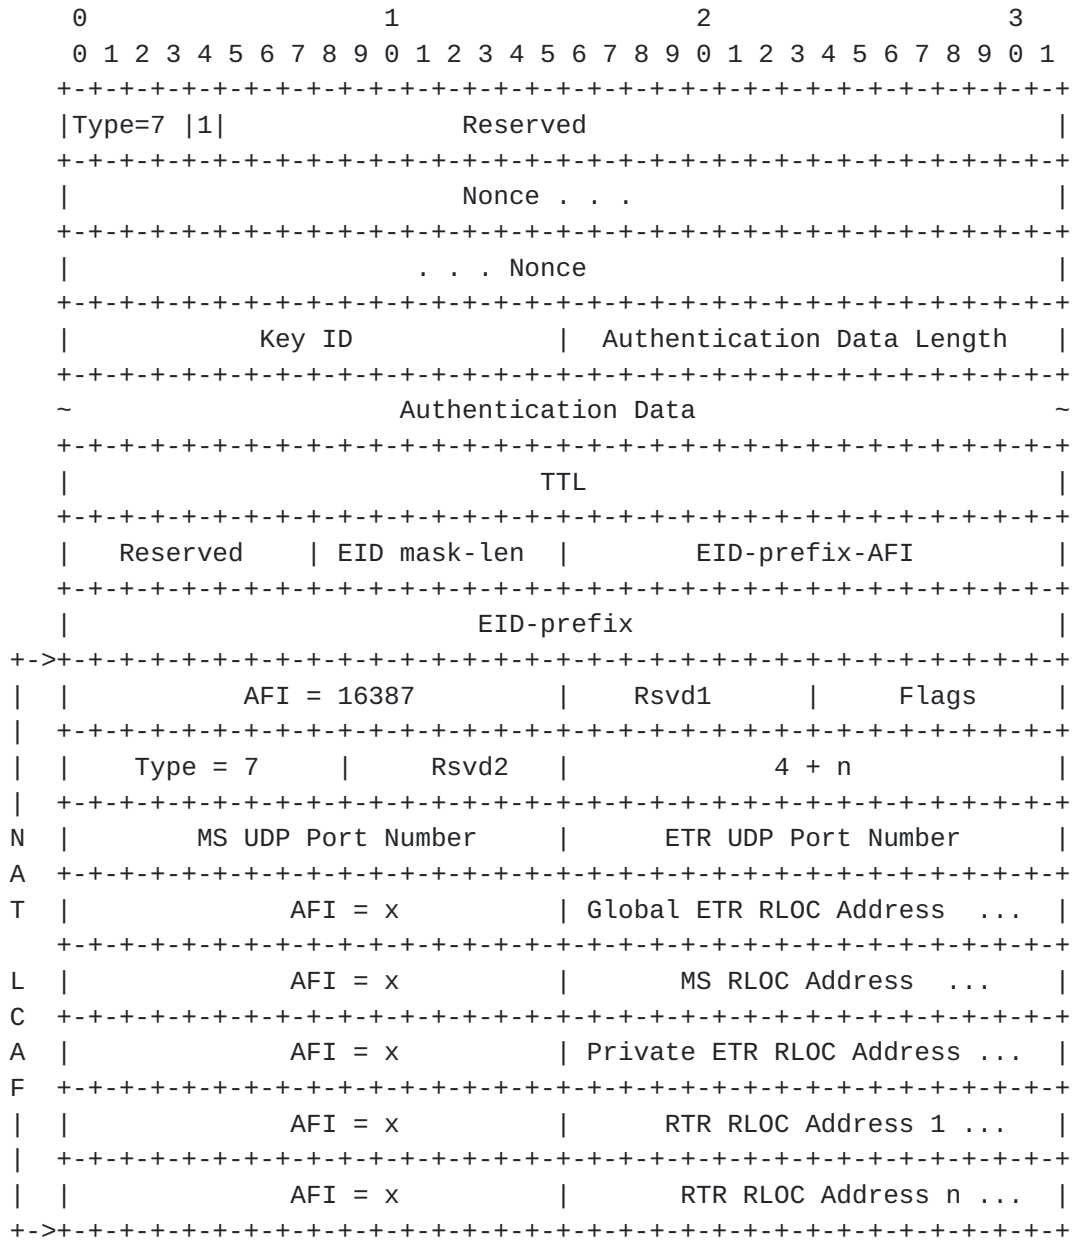 0                   1                   2                   3
    0 1 2 3 4 5 6 7 8 9 0 1 2 3 4 5 6 7 8 9 0 1 2 3 4 5 6 7 8 9 0 1
   +-+-+-+-+-+-+-+-+-+-+-+-+-+-+-+-+-+-+-+-+-+-+-+-+-+-+-+-+-+-+-+-+
   |Type=7 |1|               Reserved                              |
   +-+-+-+-+-+-+-+-+-+-+-+-+-+-+-+-+-+-+-+-+-+-+-+-+-+-+-+-+-+-+-+-+
   |                         Nonce . . .                           |
   +-+-+-+-+-+-+-+-+-+-+-+-+-+-+-+-+-+-+-+-+-+-+-+-+-+-+-+-+-+-+-+-+
   |                      . . . Nonce                              |
   +-+-+-+-+-+-+-+-+-+-+-+-+-+-+-+-+-+-+-+-+-+-+-+-+-+-+-+-+-+-+-+-+
   |            Key ID             |  Authentication Data Length   |
   +-+-+-+-+-+-+-+-+-+-+-+-+-+-+-+-+-+-+-+-+-+-+-+-+-+-+-+-+-+-+-+-+
   ~                     Authentication Data                       ~
   +-+-+-+-+-+-+-+-+-+-+-+-+-+-+-+-+-+-+-+-+-+-+-+-+-+-+-+-+-+-+-+-+
   |                              TTL                              |
   +-+-+-+-+-+-+-+-+-+-+-+-+-+-+-+-+-+-+-+-+-+-+-+-+-+-+-+-+-+-+-+-+
   |   Reserved    | EID mask-len  |        EID-prefix-AFI         |
   +-+-+-+-+-+-+-+-+-+-+-+-+-+-+-+-+-+-+-+-+-+-+-+-+-+-+-+-+-+-+-+-+
   |                          EID-prefix                           |
+->+-+-+-+-+-+-+-+-+-+-+-+-+-+-+-+-+-+-+-+-+-+-+-+-+-+-+-+-+-+-+-+-+
|  |           AFI = 16387         |    Rsvd1      |     Flags     |
|  +-+-+-+-+-+-+-+-+-+-+-+-+-+-+-+-+-+-+-+-+-+-+-+-+-+-+-+-+-+-+-+-+
|  |    Type = 7     |     Rsvd2   |             4 + n             |
|  +-+-+-+-+-+-+-+-+-+-+-+-+-+-+-+-+-+-+-+-+-+-+-+-+-+-+-+-+-+-+-+-+
N  |        MS UDP Port Number     |      ETR UDP Port Number      |
A  +-+-+-+-+-+-+-+-+-+-+-+-+-+-+-+-+-+-+-+-+-+-+-+-+-+-+-+-+-+-+-+-+
T  |              AFI = x          | Global ETR RLOC Address  ...  |
   +-+-+-+-+-+-+-+-+-+-+-+-+-+-+-+-+-+-+-+-+-+-+-+-+-+-+-+-+-+-+-+-+
L  |              AFI = x          |       MS RLOC Address  ...    |
C  +-+-+-+-+-+-+-+-+-+-+-+-+-+-+-+-+-+-+-+-+-+-+-+-+-+-+-+-+-+-+-+-+
A  |              AFI = x          | Private ETR RLOC Address ...  |
F  +-+-+-+-+-+-+-+-+-+-+-+-+-+-+-+-+-+-+-+-+-+-+-+-+-+-+-+-+-+-+-+-+
|  |              AFI = x          |      RTR RLOC Address 1 ...   |
|  +-+-+-+-+-+-+-+-+-+-+-+-+-+-+-+-+-+-+-+-+-+-+-+-+-+-+-+-+-+-+-+-+
|  |              AFI = x          |       RTR RLOC Address n ...  |
+->+-+-+-+-+-+-+-+-+-+-+-+-+-+-+-+-+-+-+-+-+-+-+-+-+-+-+-+-+-+-+-+-+